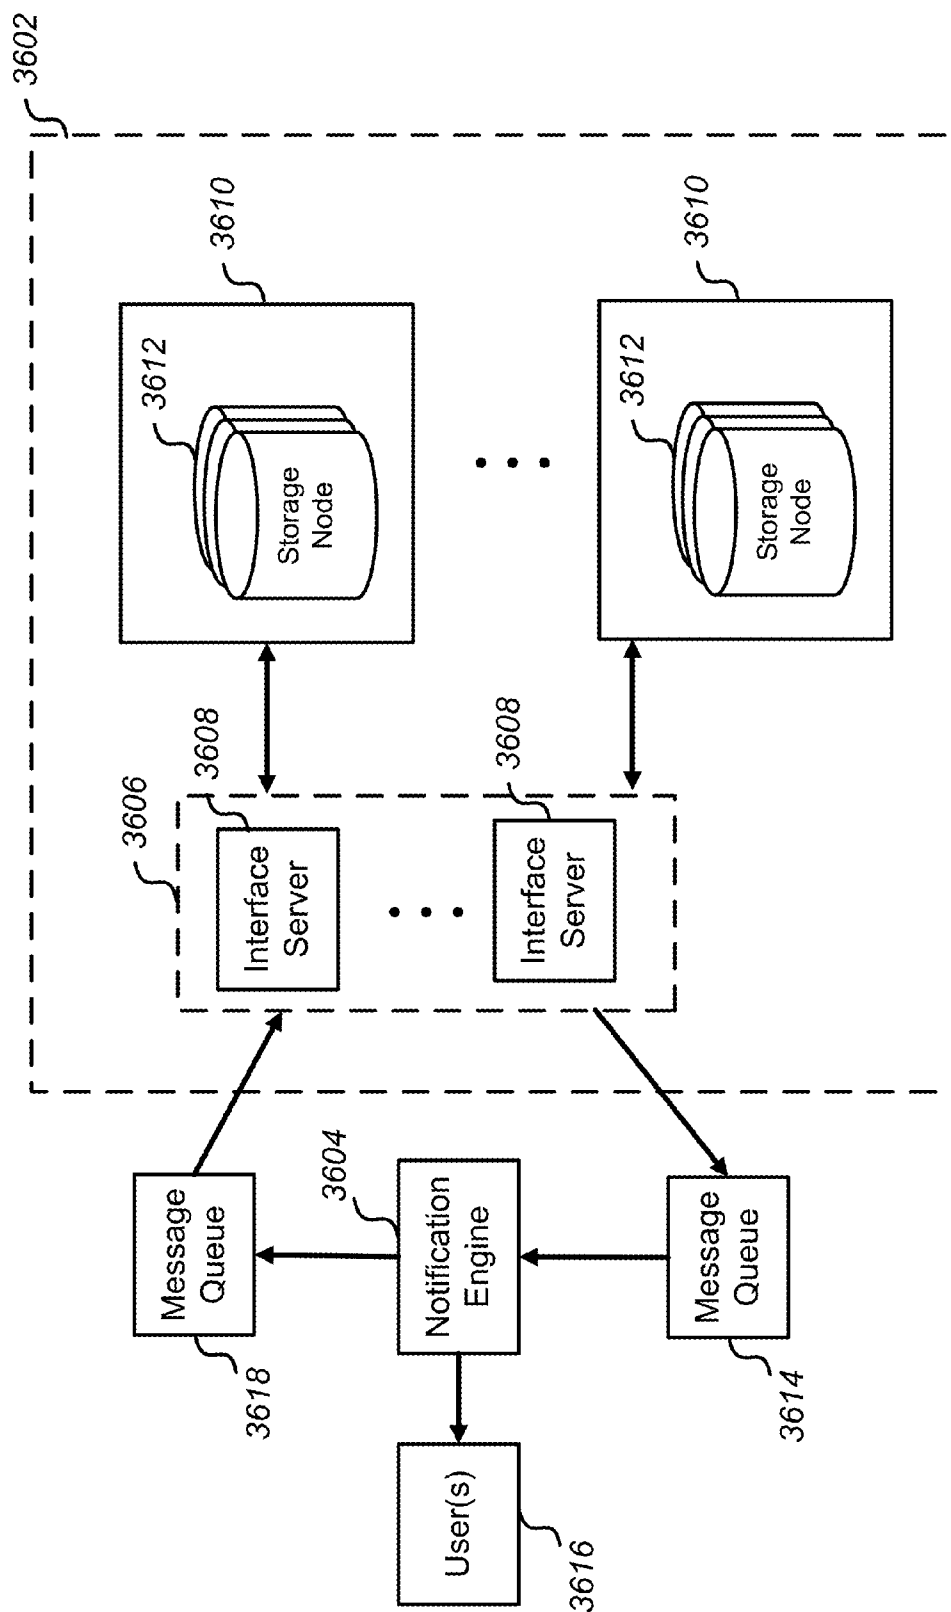 3602
3606
3612
Message
Queue
3608
3610
3618
Interface
Server
Storage
Node
3604
Notification
Engine
User(s)
3608
Interface
Server
3616
3612
3610
Message
Queue
Storage
Node
3614